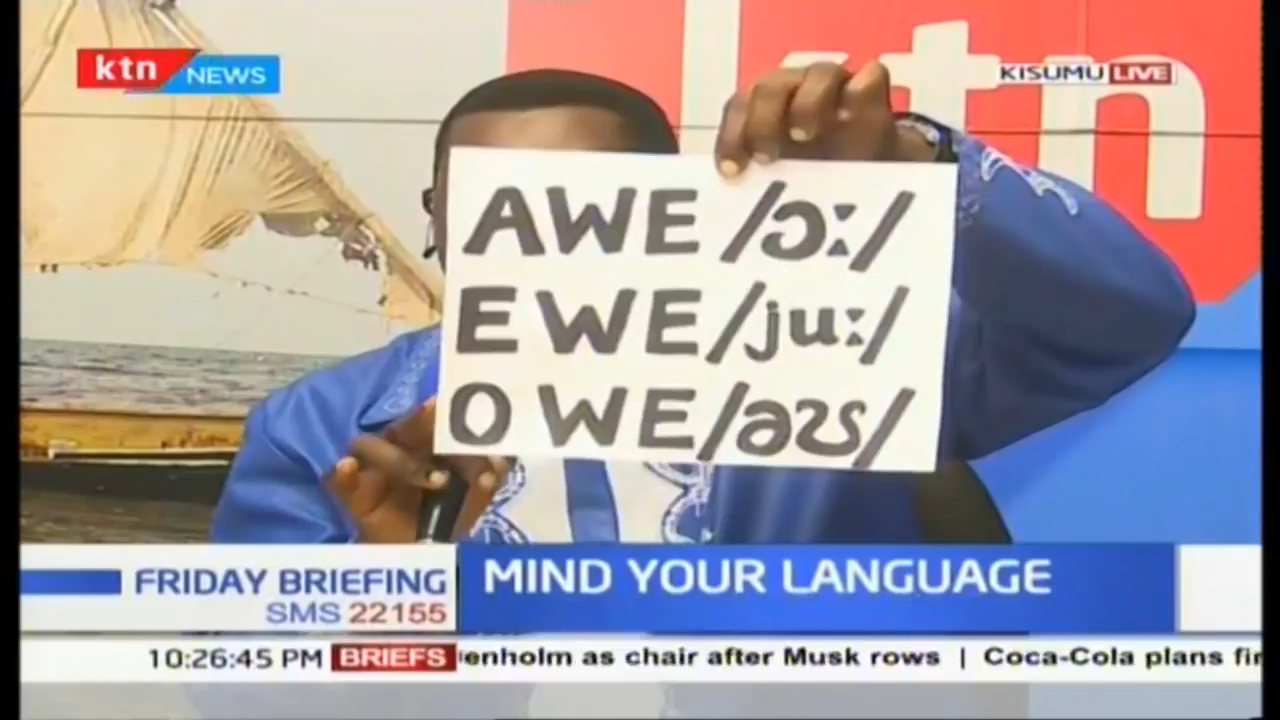 ktn NEWS
KISUMU LIVE
ktn
AWE /ɔː/
EWE /juː/
OWE /əʊ/
FRIDAY BRIEFING
SMS 22155
MIND YOUR LANGUAGE
10:26:45 PM BRIEFS as chair after Musk rows | Coca-Cola plans